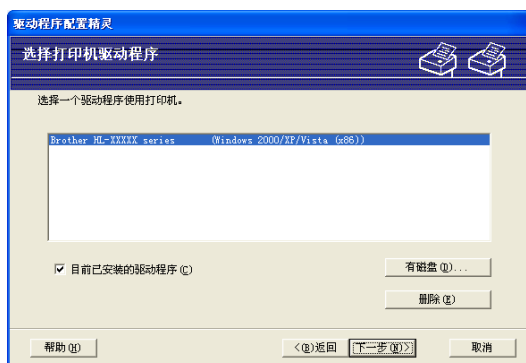 驱动程序配置精灵
选择打印机驱动程序
选择一个驱动程序使用打印机。
Brother HL-XXXXX series (Windows 2000/XP/Vista (x86))
目前已安装的驱动程序(C)
有磁盘(D)...
删除(E)
帮助(H)
<(B)返回
下一步(N)>
取消